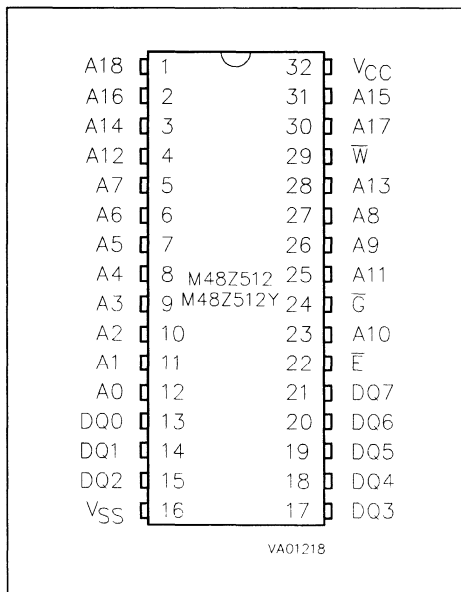 A18 1 32 VCC
A16 2 31 A15
A14 3 30 A17
A12 4 29 W̅
A7 5 28 A13
A6 6 27 A8
A5 7 26 A9
A4 8 25 A11
M48Z512
M48Z512Y
A3 9 24 G̅
A2 10 23 A10
A1 11 22 E̅
A0 12 21 DQ7
DQ0 13 20 DQ6
DQ1 14 19 DQ5
DQ2 15 18 DQ4
VSS 16 17 DQ3
VA01218